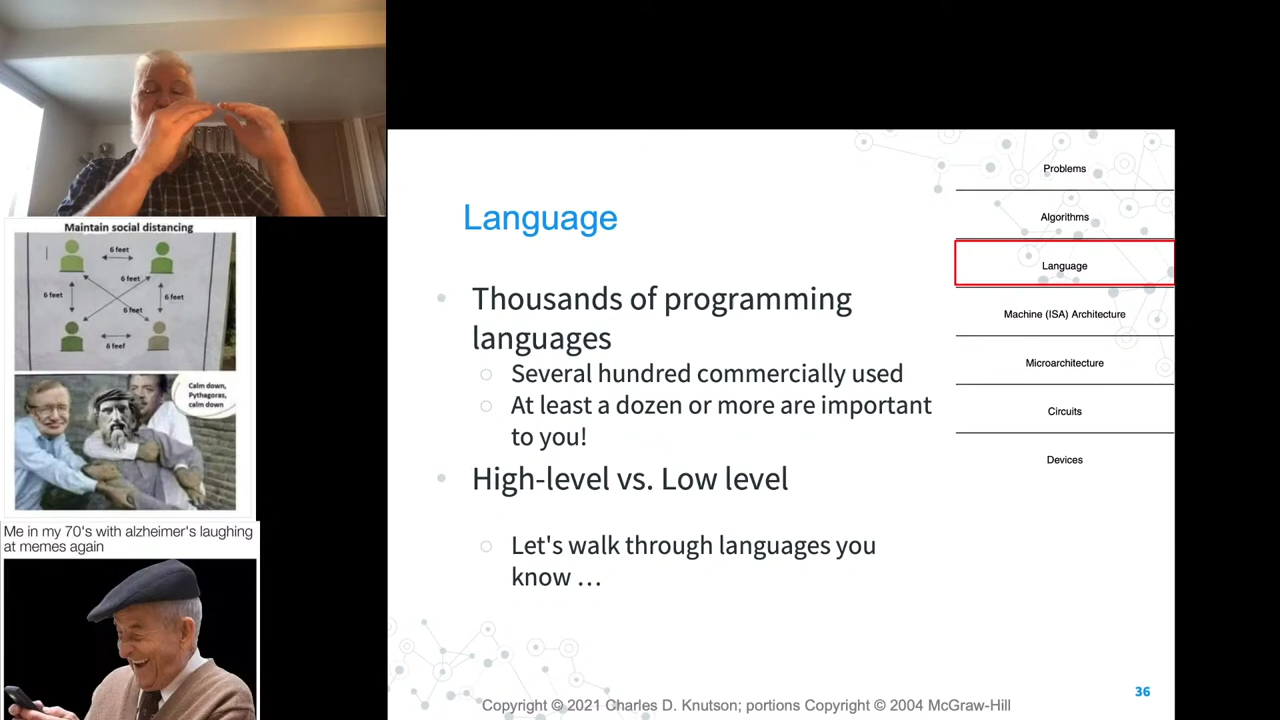 Maintain social distancing
6 feet
6 feet
6 feet
6 feet
6 feet
6 feef
Calm down,
Pythagoras,
calm down
Me in my 70's with alzheimer's laughing
at memes again
Language
Thousands of programming
languages
Several hundred commercially used
At least a dozen or more are important
to you!
High-level vs. Low level
Let's walk through languages you
know …
Problems
Algorithms
Language
Machine (ISA) Architecture
Microarchitecture
Circuits
Devices
36
Copyright © 2021 Charles D. Knutson; portions Copyright © 2004 McGraw-Hill